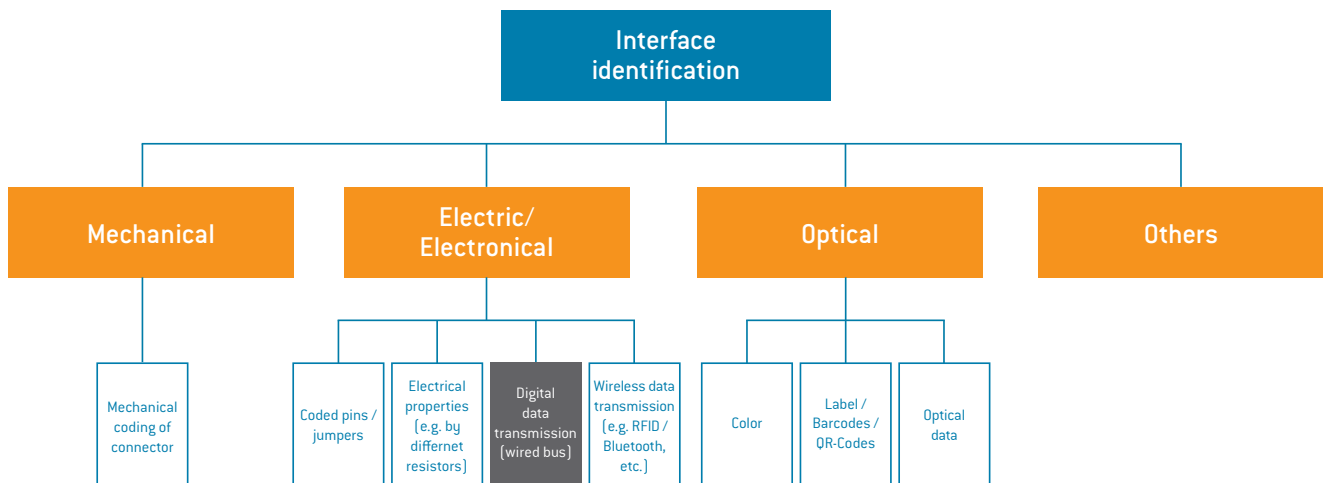 Interface
identification
Mechanical
Electric/
Electronical
Optical
Others
Mechanical
coding of
connector
Coded pins /
jumpers
Electrical
properties
(e.g. by
differnet
resistors)
Digital
data
transmission
(wired bus)
Wireless data
transmission
(e.g. RFID /
Bluetooth,
etc.)
Color
Label /
Barcodes /
QR-Codes
Optical
data